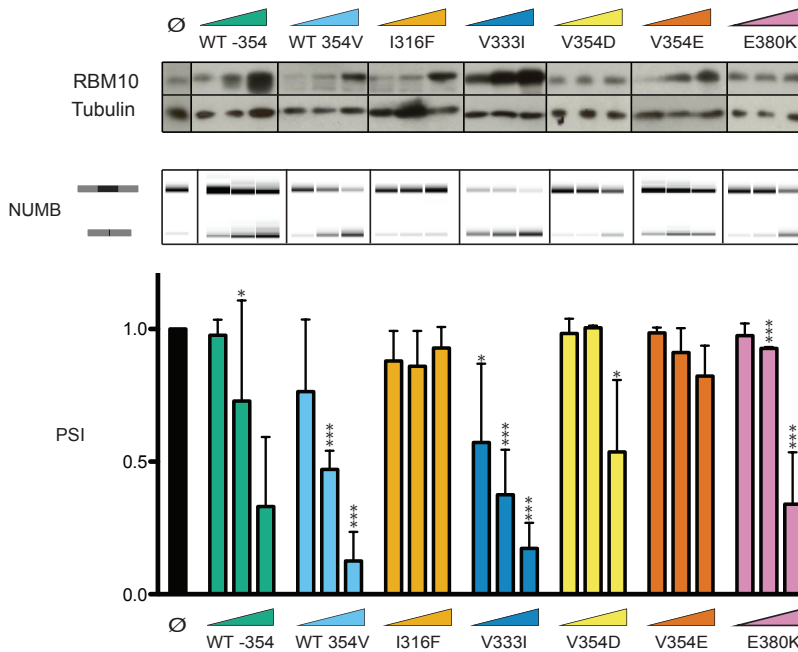 Ø WT -354 WT 354V I316F V333I V354D V354E E380K
RBM10
Tubulin
NUMB
1.0
PSI
0.5
0.0
* *** *** * *** *** * *** ***
Ø WT -354 WT 354V I316F V333I V354D V354E E380K